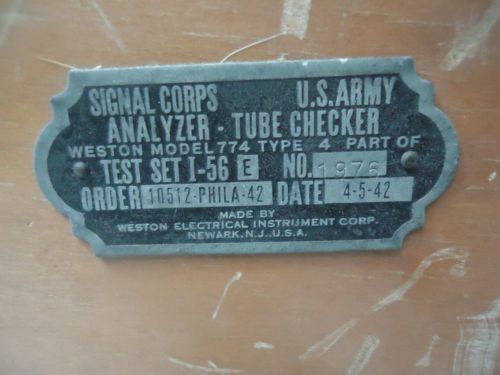 SIGNAL CORPS U.S. ARMY
ANALYZER - TUBE CHECKER
WESTON MODEL 774 TYPE 4 PART OF
TEST SET I-56 E NO. 1976
ORDER 10512-PHILA-42 DATE 4-5-42
MADE BY
WESTON ELECTRICAL INSTRUMENT CORP.
NEWARK, N.J., U.S.A.